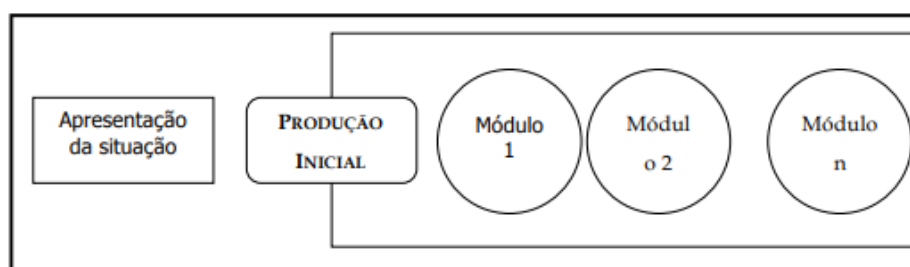 Apresentação
da situação
PRODUÇÃO
INICIAL
Módulo
1
Módul
o 2
Módulo
n